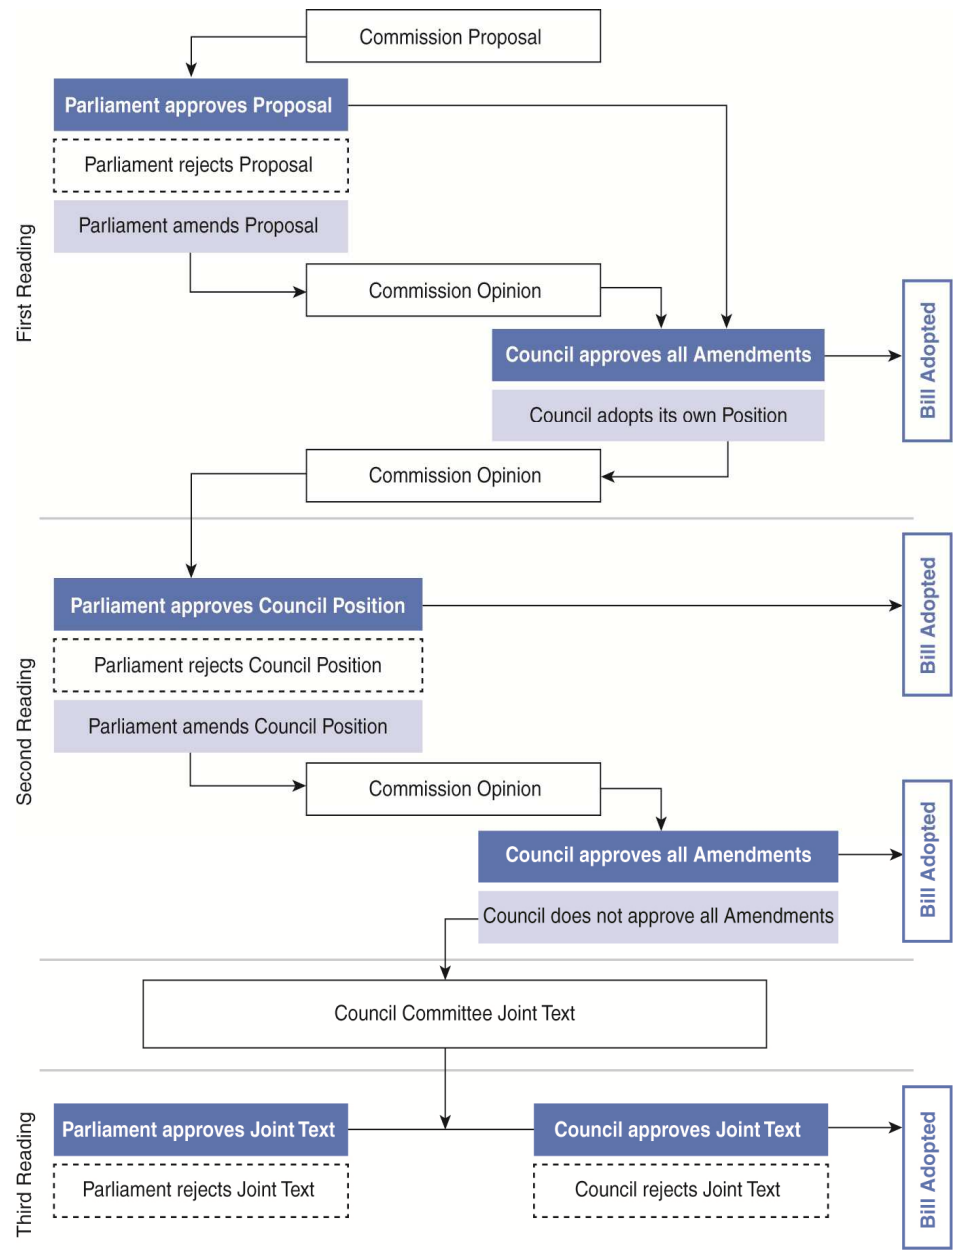 Commission Proposal
Parliament approves Proposal
Parliament rejects Proposal
Parliament amends Proposal
First Reading
Commission Opinion
Council approves all Amendments
Bill Adopted
Council adopts its own Position
Commission Opinion
Parliament approves Council Position
Bill Adopted
Parliament rejects Council Position
Parliament amends Council Position
Second Reading
Commission Opinion
Council approves all Amendments
Bill Adopted
Council does not approve all Amendments
Council Committee Joint Text
Third Reading
Parliament approves Joint Text
Council approves Joint Text
Bill Adopted
Parliament rejects Joint Text
Council rejects Joint Text